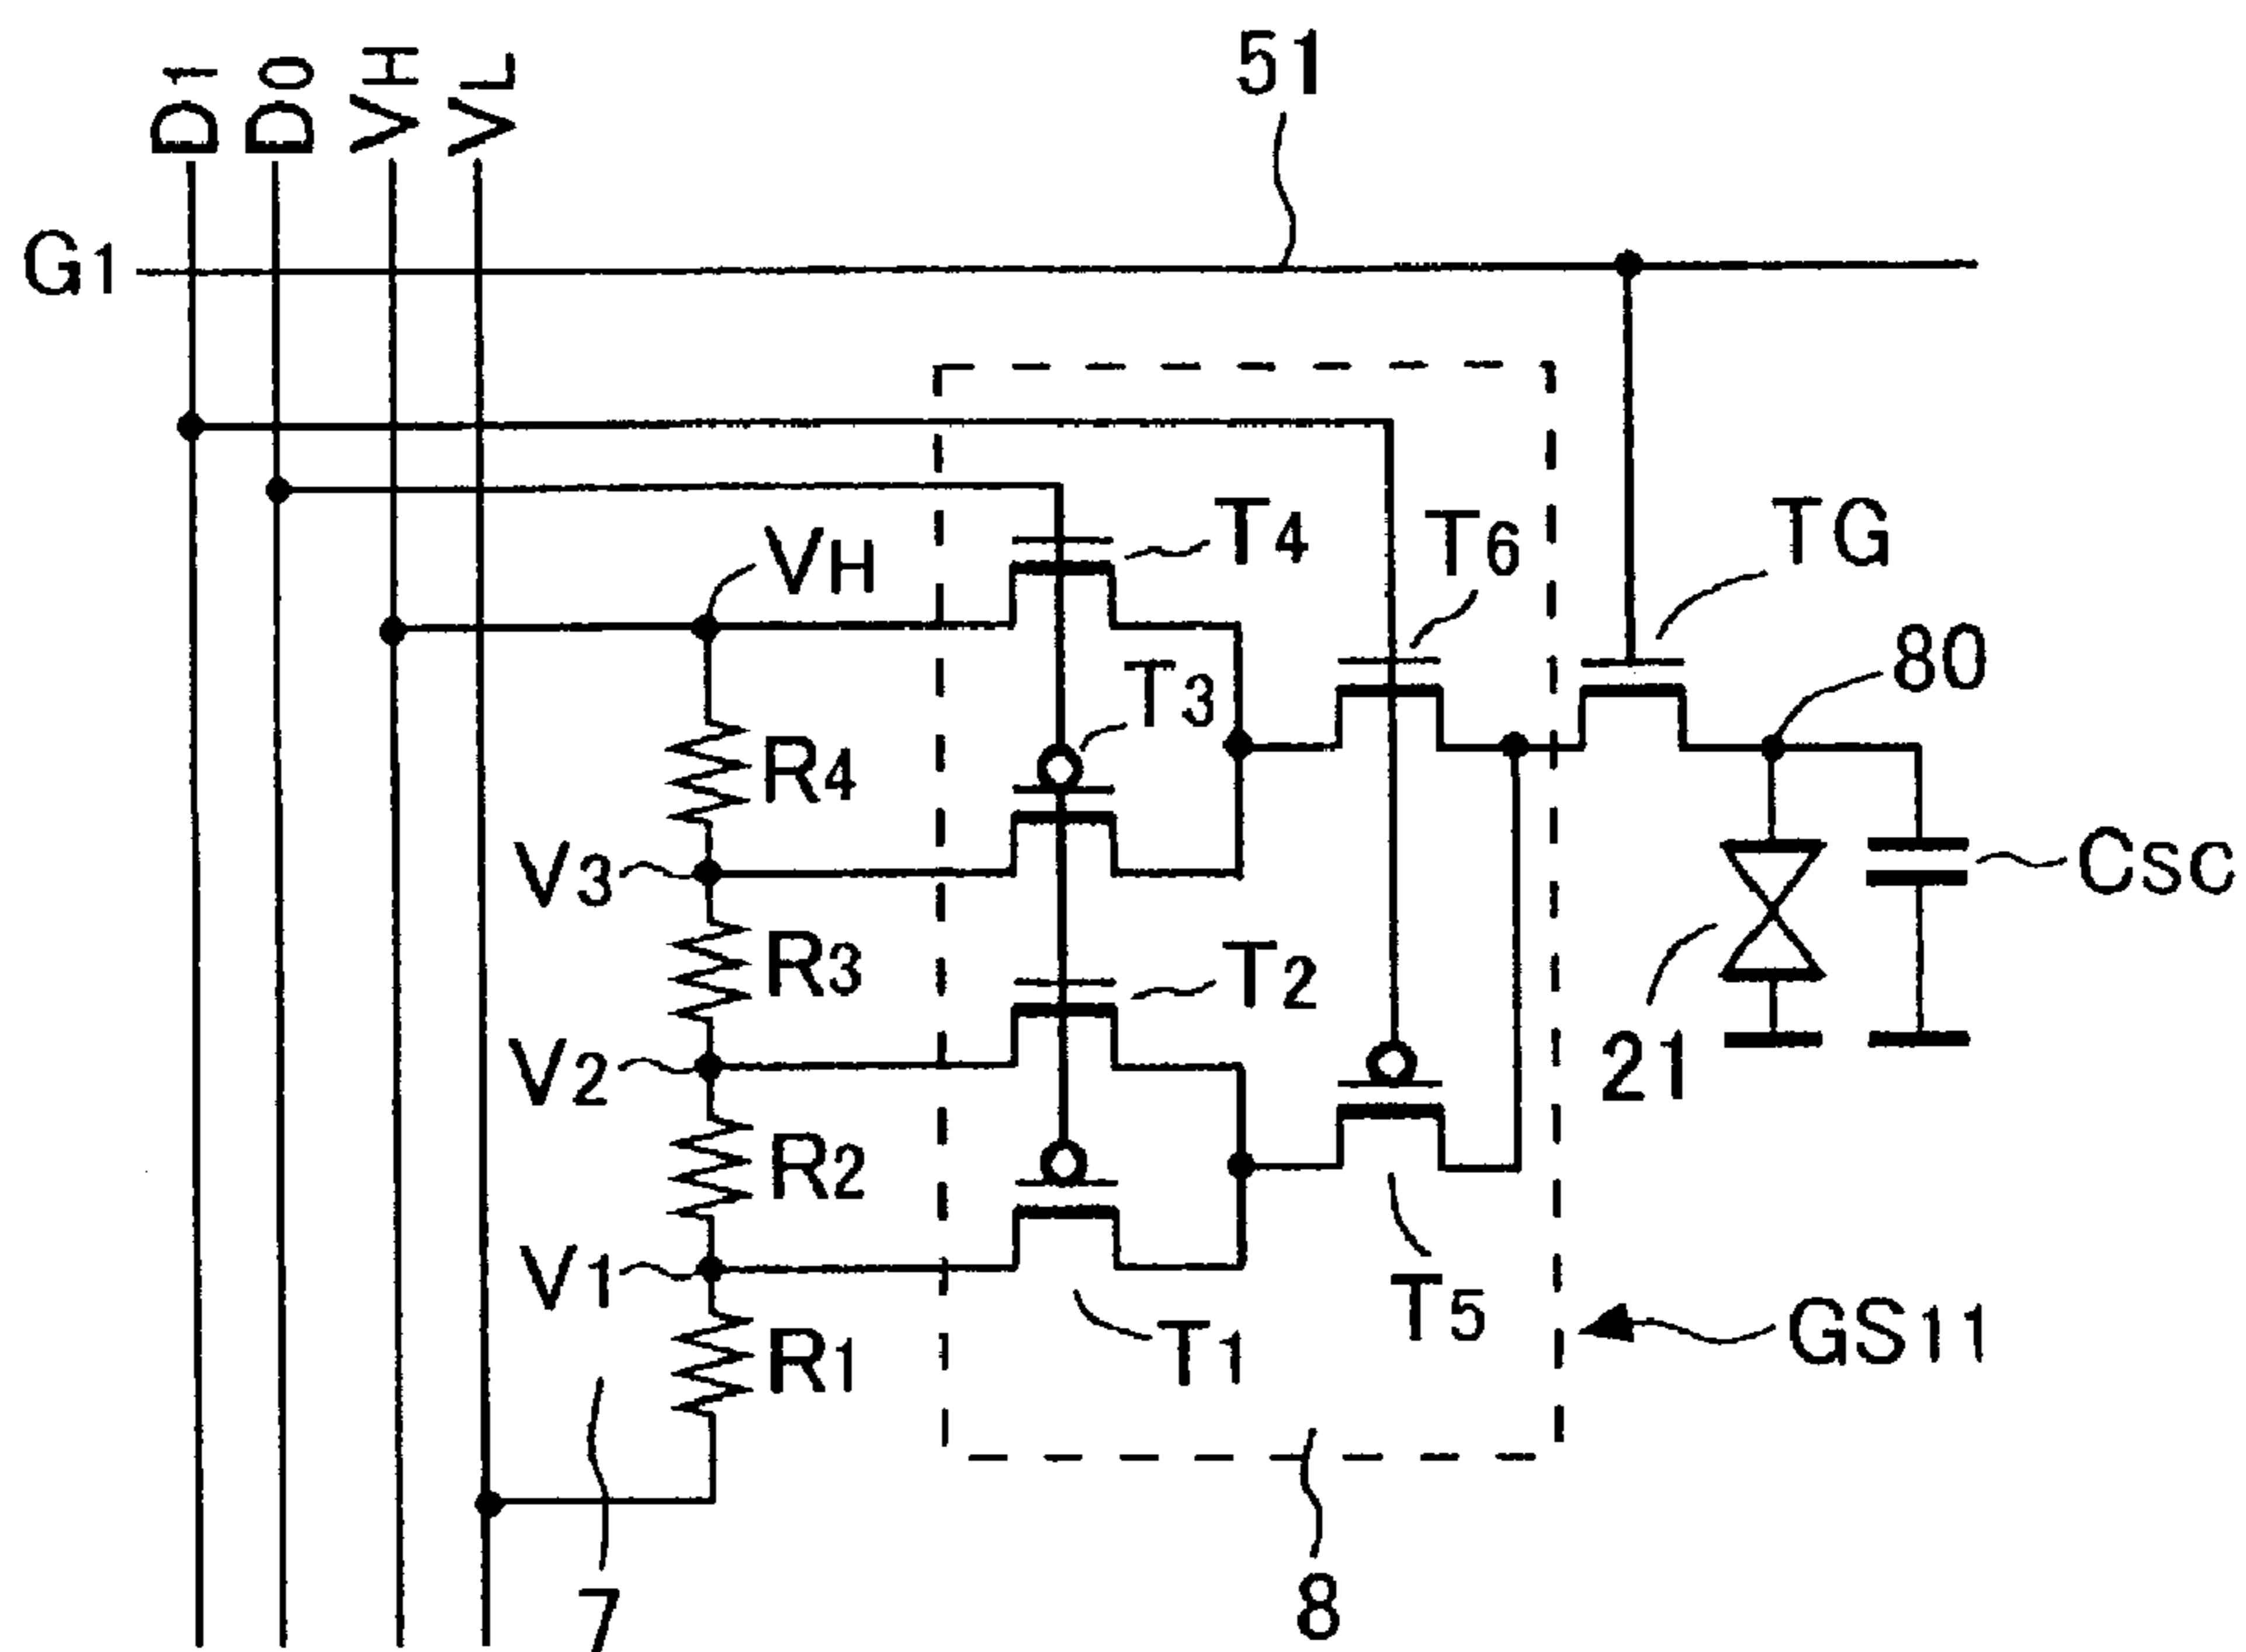 D1
D0
VH
VL
51
G1
T4
T6
TG
VH
T3
80
R4
V3
CSC
R3
T2
V2
21
R2
V1
T5
GS11
R1
T1
7
8